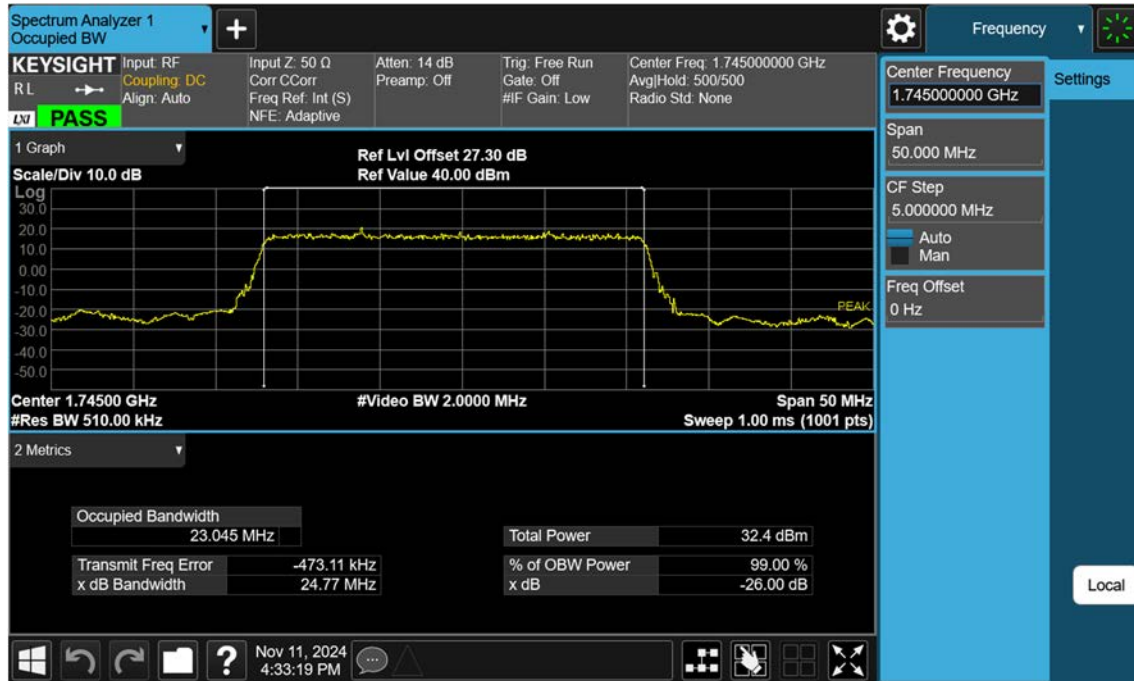 Spectrum Analyzer 1
Occupied BW
Frequency
KEYSIGHT
RL
LXI PASS
Input: RF
Coupling: DC
Align: Auto
Input Z: 50 Ω
Corr CCorr
Freq Ref: Int (S)
NFE: Adaptive
Atten: 14 dB
Preamp: Off
Trig: Free Run
Gate: Off
#IF Gain: Low
Center Freq: 1.745000000 GHz
Avg|Hold: 500/500
Radio Std: None
Center Frequency
1.745000000 GHz
Settings
Span
50.000 MHz
CF Step
5.000000 MHz
Auto
Man
Freq Offset
0 Hz
Local
1 Graph
Scale/Div 10.0 dB
Ref Lvl Offset 27.30 dB
Ref Value 40.00 dBm
Log
30.0
20.0
10.0
0.00
-10.0
-20.0
-30.0
-40.0
-50.0
PEAK
Center 1.74500 GHz
#Video BW 2.0000 MHz
Span 50 MHz
#Res BW 510.00 kHz
Sweep 1.00 ms (1001 pts)
2 Metrics
Occupied Bandwidth
23.045 MHz
Total Power 32.4 dBm
Transmit Freq Error -473.11 kHz
% of OBW Power 99.00 %
x dB Bandwidth 24.77 MHz
x dB -26.00 dB
?
Nov 11, 2024
4:33:19 PM